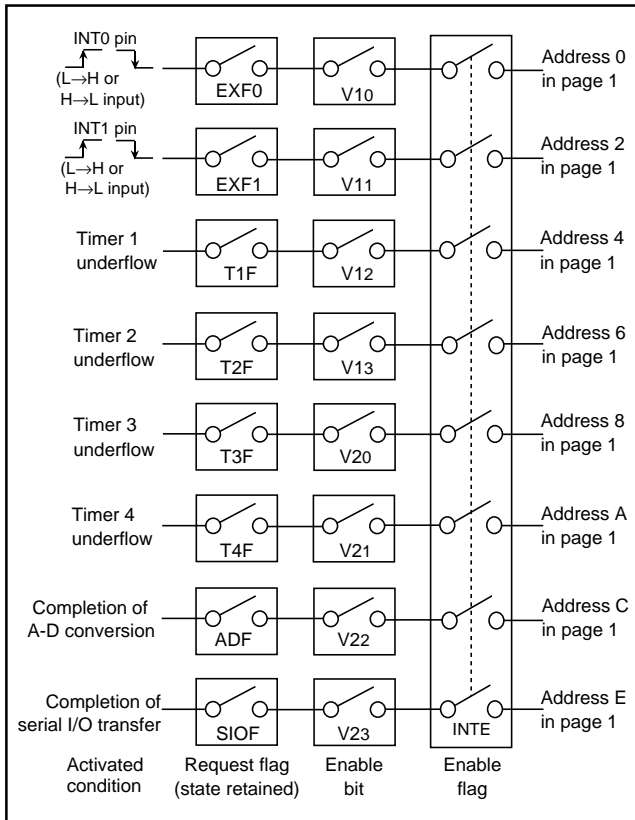 INT0 pin
(L→H or
H→L input)
EXF0
V10
Address 0
in page 1
INT1 pin
(L→H or
H→L input)
EXF1
V11
Address 2
in page 1
Timer 1
underflow
T1F
V12
Address 4
in page 1
Timer 2
underflow
T2F
V13
Address 6
in page 1
Timer 3
underflow
T3F
V20
Address 8
in page 1
Timer 4
underflow
T4F
V21
Address A
in page 1
Completion of
A-D conversion
ADF
V22
Address C
in page 1
Completion of
serial I/O transfer
SIOF
V23
INTE
Address E
in page 1
Activated
condition
Request flag
(state retained)
Enable
bit
Enable
flag